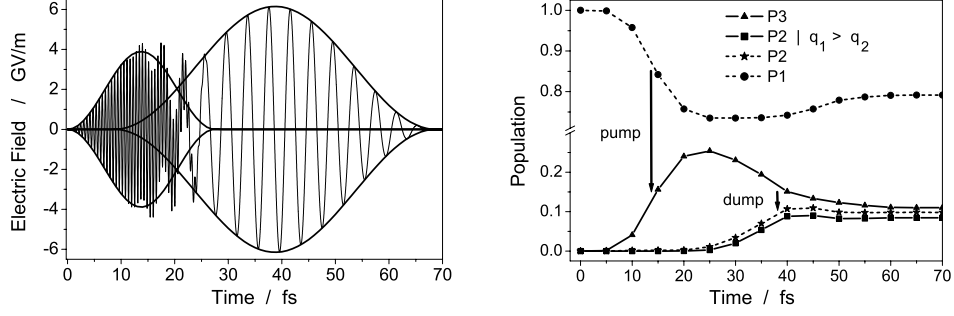 Electric Field / GV/m
6
4
2
0
-2
-4
-6
0 10 20 30 40 50 60 70
Time / fs
Population
1.0
0.9
0.8
0.2
0.1
0.0
P3
P2 | q1 > q2
P2
P1
pump
dump
0 10 20 30 40 50 60 70
Time / fs